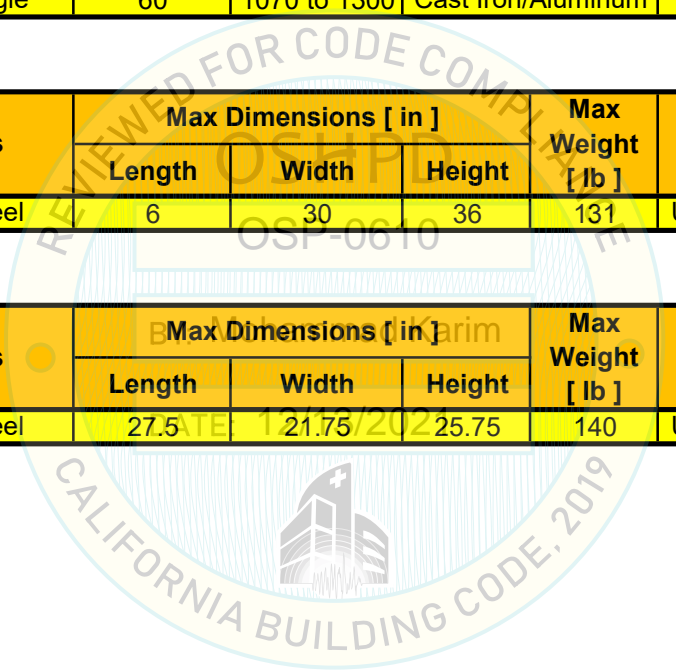 gle 60 1070 to 1300 Cast Iron/Aluminum
s Max Dimensions [ in ] Max Weight [ lb ]
Length Width Height
eel 6 30 36 131 U
s Max Dimensions [ in ] Max Weight [ lb ]
Length Width Height
eel 27.5 21.75 25.75 140 U
REVIEWED FOR CODE COMPLIANCE
OSHPD
OSP-0610
BY: Mohammad Karim
DATE: 12/13/2021
CALIFORNIA BUILDING CODE, 2019